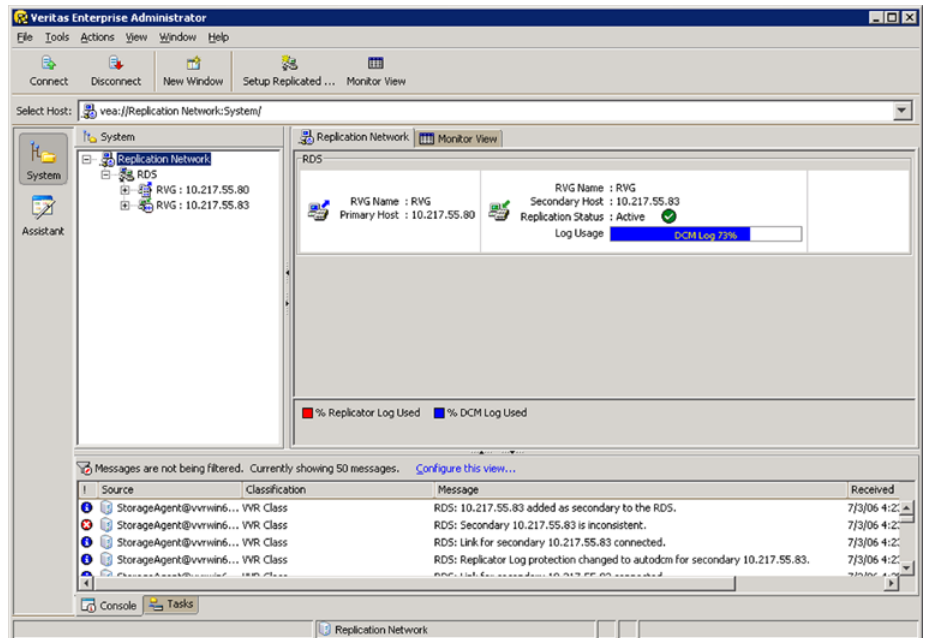 Veritas Enterprise Administrator
File Tools Actions View Window Help
Connect Disconnect New Window Setup Replicated ... Monitor View
Select Host: vea://Replication Network:System/
System
Assistant
System
Replication Network
RDS
RVG : 10.217.55.80
RVG : 10.217.55.83
Replication Network Monitor View
RDS
RVG Name : RVG
Primary Host : 10.217.55.80
RVG Name : RVG
Secondary Host : 10.217.55.83
Replication Status : Active
Log Usage DCM Log 73%
% Replicator Log Used % DCM Log Used
Messages are not being filtered. Currently showing 50 messages. Configure this view...
! Source Classification Message Received
StorageAgent@vvrwin6... VVR Class RDS: 10.217.55.83 added as secondary to the RDS. 7/3/06 4:2
StorageAgent@vvrwin6... VVR Class RDS: Secondary 10.217.55.83 is inconsistent. 7/3/06 4:2
StorageAgent@vvrwin6... VVR Class RDS: Link for secondary 10.217.55.83 connected. 7/3/06 4:2
StorageAgent@vvrwin6... VVR Class RDS: Replicator Log protection changed to autodcm for secondary 10.217.55.83. 7/3/06 4:2
Console Tasks
Replication Network